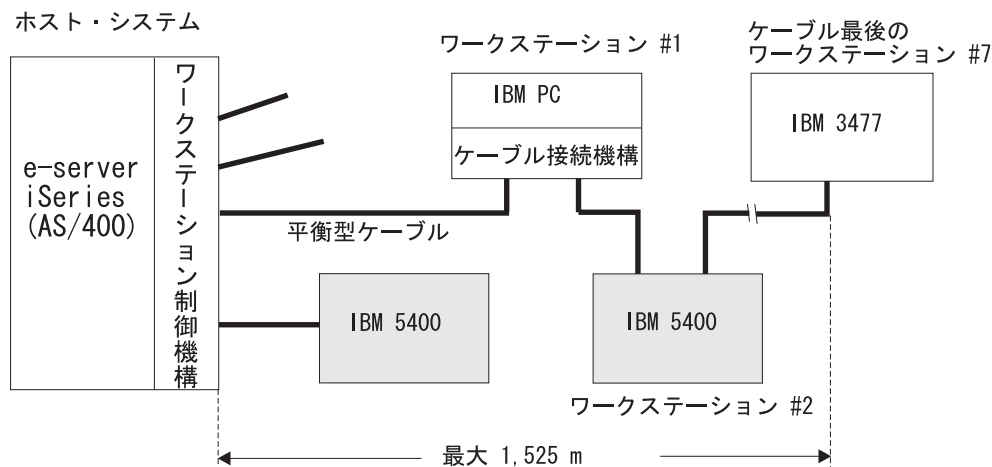 ホスト・システム
e-server
iSeries
(AS/400)
ワークステーション制御機構
平衡型ケーブル
IBM 5400
ワークステーション #1
IBM PC
ケーブル接続機構
IBM 5400
ワークステーション #2
ケーブル最後の
ワークステーション #7
IBM 3477
最大 1,525 m